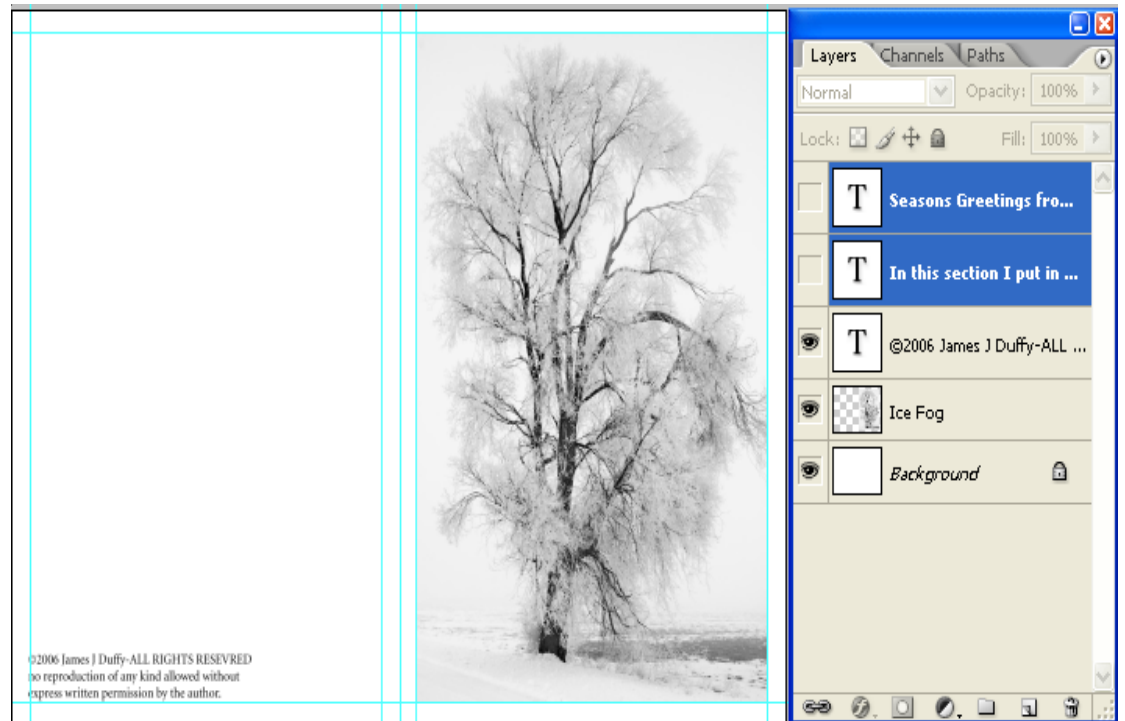 Layers Channels Paths
Normal Opacity: 100%
Lock: Fill: 100%
T Seasons Greetings fro...
T In this section I put in ...
T ©2006 James J Duffy-ALL ...
Ice Fog
Background
©2006 James J Duffy-ALL RIGHTS RESEVRED
no reproduction of any kind allowed without
express written permission by the author.